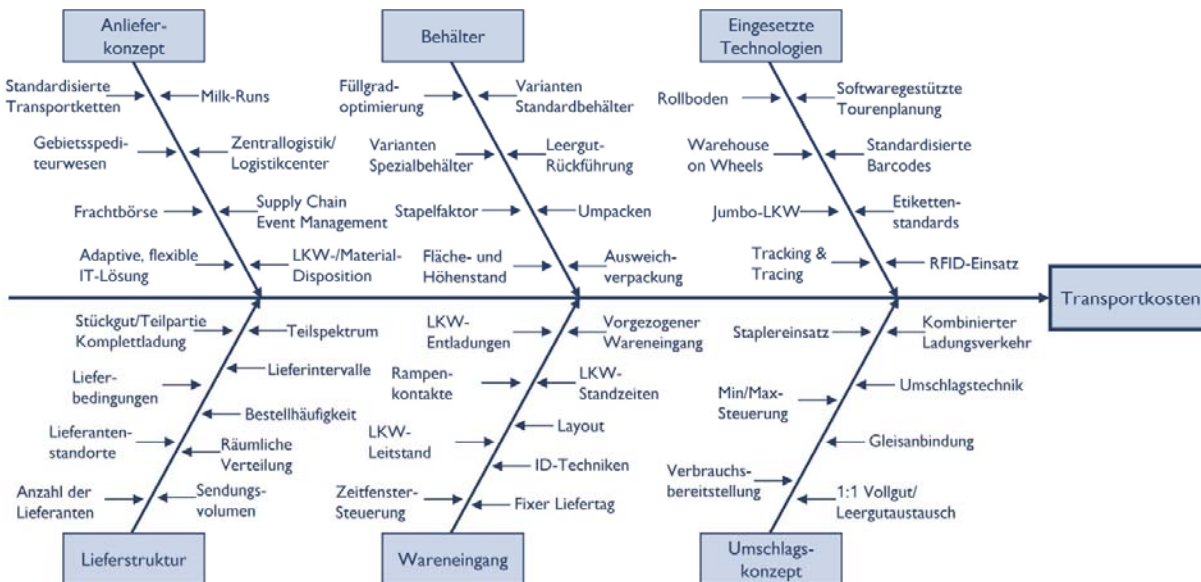 Anliefer-
konzept
Behälter
Eingesetzte
Technologien
Standardisierte
Transportketten
Milk-Runs
Gebietsspedi-
teurwesen
Zentrallogistik/
Logistikcenter
Frachtbörse
Supply Chain
Event Management
Adaptive, flexible
IT-Lösung
LKW-/Material-
Disposition
Füllgrad-
optimierung
Varianten
Standardbehälter
Varianten
Spezialbehälter
Leergut-
Rückführung
Stapelfaktor
Umpacken
Fläche- und
Höhenstand
Ausweich-
verpackung
Rollboden
Softwaregestützte
Tourenplanung
Warehouse
on Wheels
Standardisierte
Barcodes
Jumbo-LKW
Etiketten-
standards
Tracking &
Tracing
RFID-Einsatz
Transportkosten
Stückgut/Teilpartie
Komplettladung
Teilspektrum
Lieferintervalle
Liefer-
bedingungen
Bestellhäufigkeit
Lieferanten-
standorte
Räumliche
Verteilung
Anzahl der
Lieferanten
Sendungs-
volumen
LKW-
Entladungen
Vorgezogener
Wareneingang
Rampen-
kontakte
LKW-
Standzeiten
Layout
LKW-
Leitstand
ID-Techniken
Zeitfenster-
Steuerung
Fixer Liefertag
Staplereinsatz
Kombinierter
Ladungsverkehr
Umschlagstechnik
Min/Max-
Steuerung
Gleisanbindung
Verbrauchs-
bereitstellung
1:1 Vollgut/
Leergutaustausch
Lieferstruktur
Wareneingang
Umschlags-
konzept